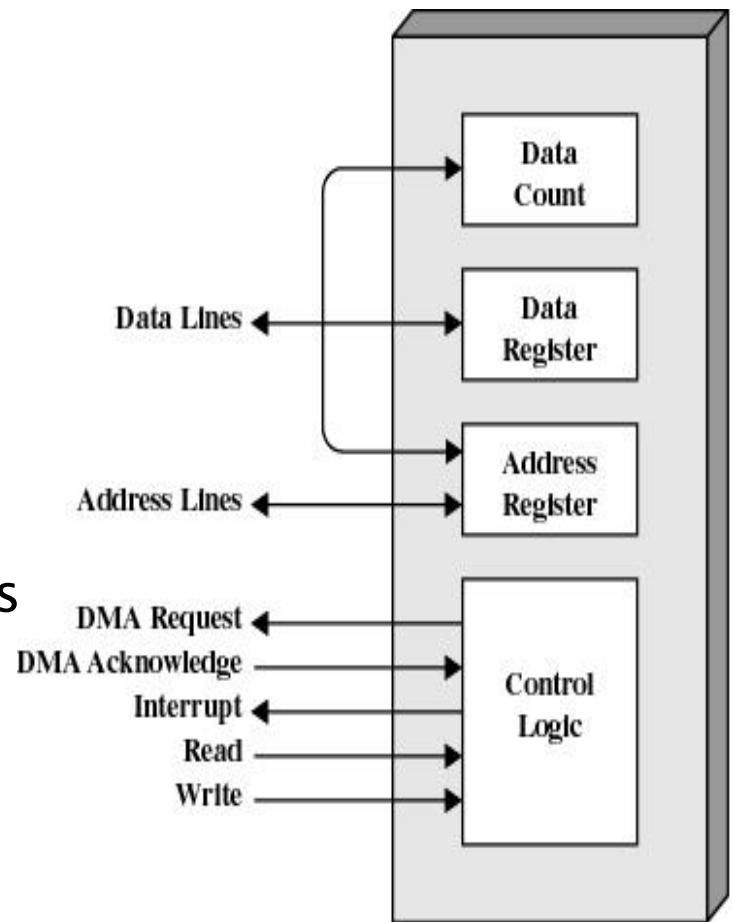 Data
Count
Data Lines
Data
Register
Address
Register
Address Lines
s
DMA Request
DMA Acknowledge
Interrupt
Read
Write
Control
Logic